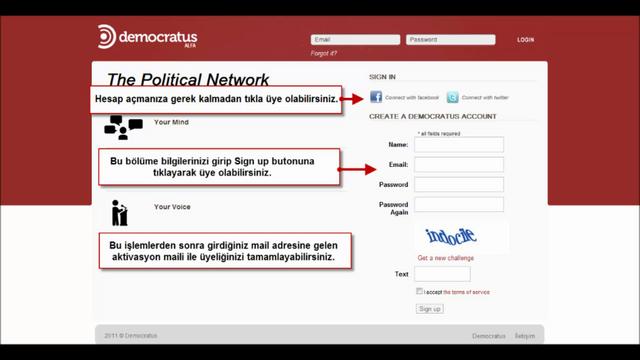 democratus
ALFA
Email
Password
LOGIN
Forgot it?
The Political Network
SIGN IN
Hesap açmanıza gerek kalmadan tıkla üye olabilirsiniz.
Connect with facebook
Connect with twitter
CREATE A DEMOCRATUS ACCOUNT
Your Mind
* all fields required
Name:
Bu bölüme bilgilerinizi girip Sign up butonuna
tıklayarak üye olabilirsiniz.
Email:
Password
Password
Again
Your Voice
indocile
Bu işlemlerden sonra girdiğiniz mail adresine gelen
aktivasyon maili ile üyeliğinizi tamamlayabilirsiniz.
Get a new challenge
Text
I accept the terms of service
Sign up
2011 © Democratus
Democratus
İletişim